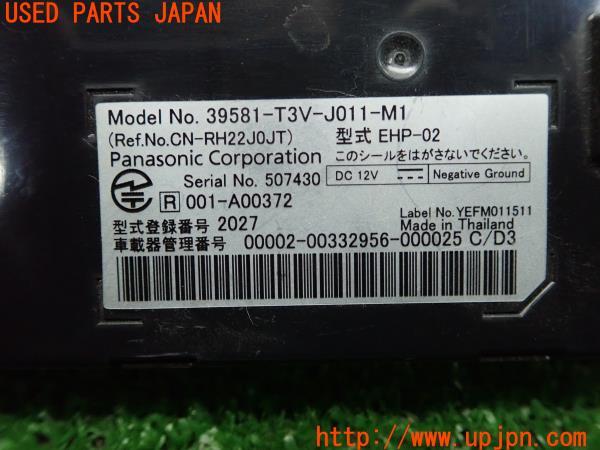 USED PARTS JAPAN
Model No. 39581-T3V-J011-M1
(Ref.No.CN-RH22J0JT) 型式 EHP-02
Panasonic Corporation このシールをはがさないでください。
Serial No. 507430 DC 12V Negative Ground
R 001-A00372
Label No.YEFM011511
型式登録番号 2027 Made in Thailand
車載器管理番号 00002-00332956-000025 C/D3
http://www.upjpn.com/